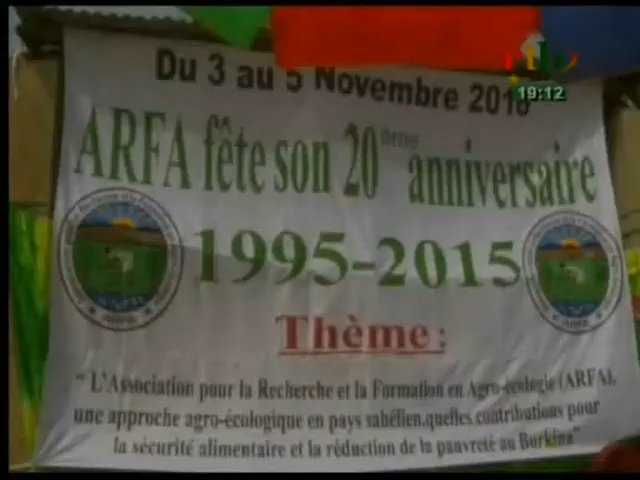 Du 3 au 5 Novembre 2016
rtb
19:12
ARFA fête son 20ème anniversaire
1995-2015
Thème:
"L'Association pour la Recherche et la Formation en Agro-écologie (ARFA),
une approche agro-écologique en pays sahélien,quelles contributions pour
la sécurité alimentaire et la réduction de la pauvreté au Burkina"